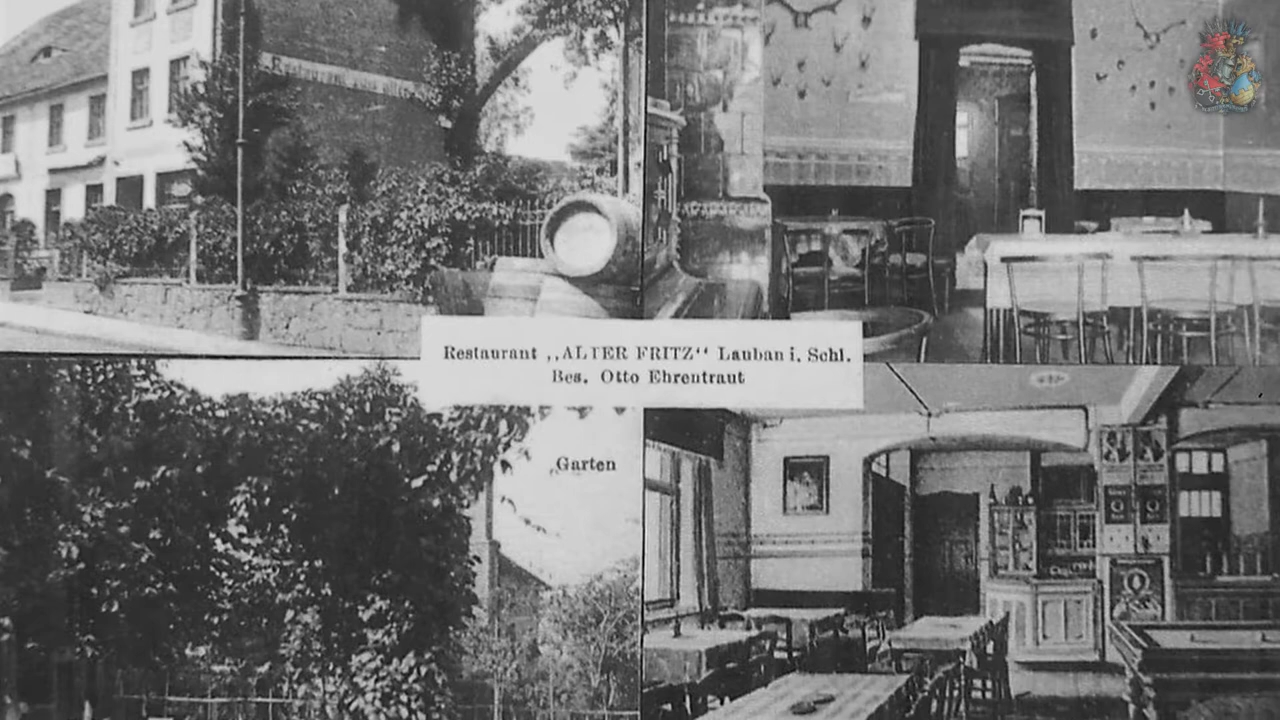 Restaurant „ALTER FRITZ“ Lauban i. Schl.
Bes. Otto Ehrentraut
Garten